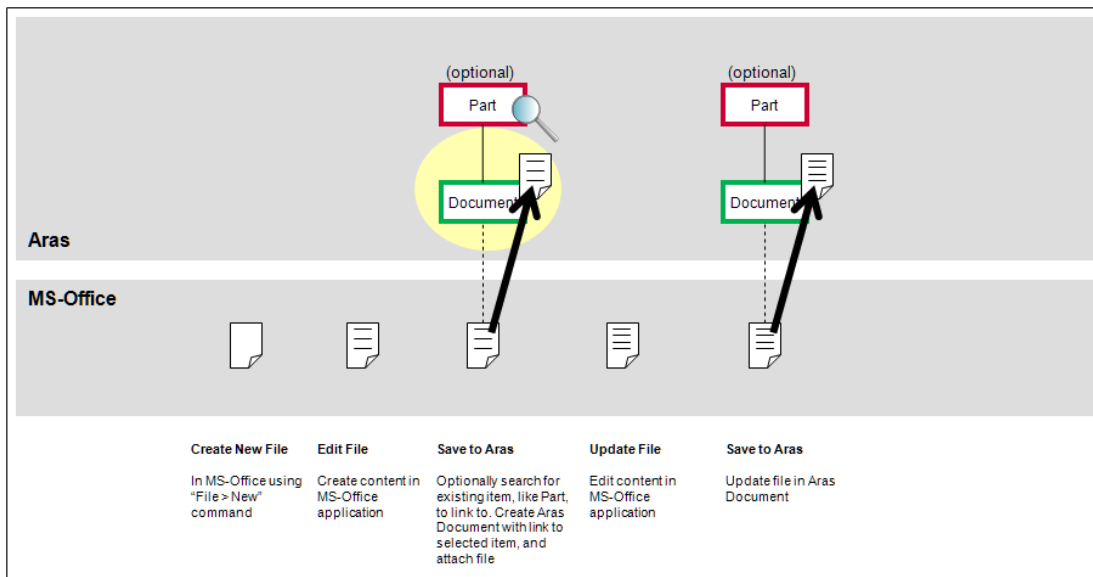 (optional)
(optional)
Part
Part
Document
Document
Aras
MS-Office
Create New File
In MS-Office using
"File > New"
command
Edit File
Create content in
MS-Office
application
Save to Aras
Optionally search for
existing item, like Part,
to link to. Create Aras
Document with link to
selected item, and
attach file
Update File
Edit content in
MS-Office
application
Save to Aras
Update file in Aras
Document